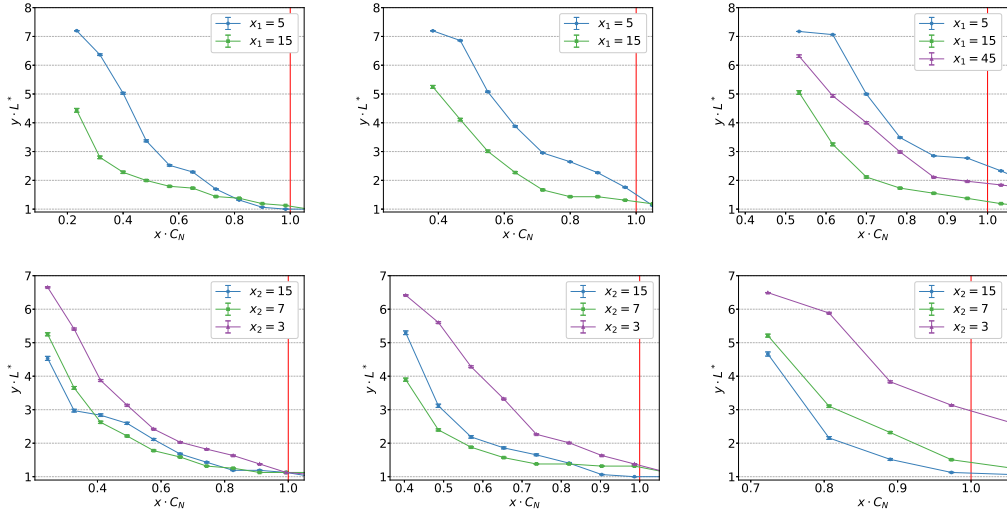 8
7
6
5
4
3
2
1
y · L*
0.2 0.4 0.6 0.8 1.0
x · C_N
x₁ = 5
x₁ = 15
8
7
6
5
4
3
2
1
y · L*
0.4 0.6 0.8 1.0
x · C_N
x₁ = 5
x₁ = 15
8
7
6
5
4
3
2
1
y · L*
0.4 0.5 0.6 0.7 0.8 0.9 1.0
x · C_N
x₁ = 5
x₁ = 15
x₁ = 45
7
6
5
4
3
2
1
y · L*
0.4 0.6 0.8 1.0
x · C_N
x₂ = 15
x₂ = 7
x₂ = 3
7
6
5
4
3
2
1
y · L*
0.4 0.5 0.6 0.7 0.8 0.9 1.0
x · C_N
x₂ = 15
x₂ = 7
x₂ = 3
7
6
5
4
3
2
1
y · L*
0.7 0.8 0.9 1.0
x · C_N
x₂ = 15
x₂ = 7
x₂ = 3